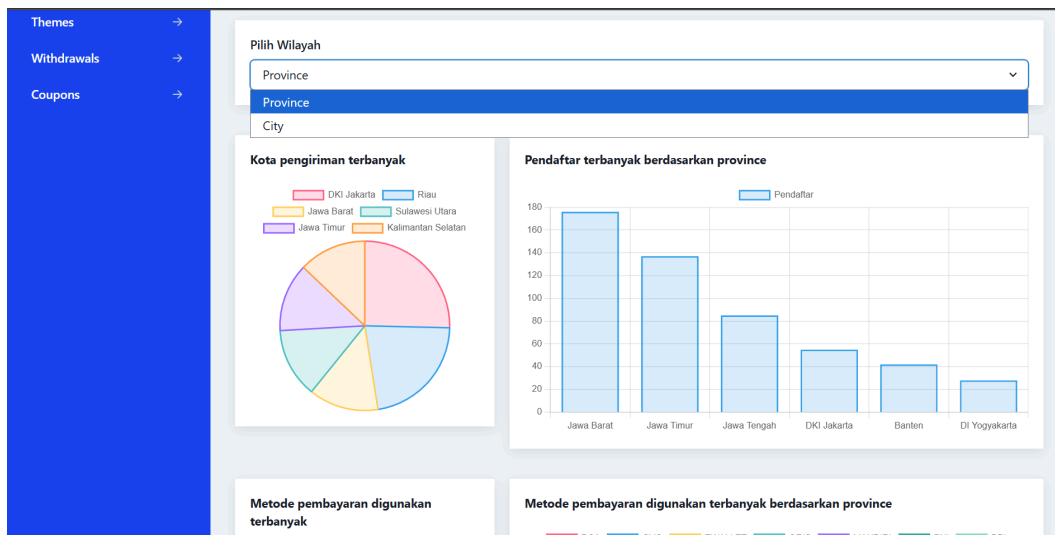 Themes
Withdrawals
Coupons
Pilih Wilayah
Province
Province
City
Kota pengiriman terbanyak
DKI Jakarta Riau
Jawa Barat Sulawesi Utara
Jawa Timur Kalimantan Selatan
Pendaftar terbanyak berdasarkan province
Pendaftar
180
160
140
120
100
80
60
40
20
0
Jawa Barat Jawa Timur Jawa Tengah DKI Jakarta Banten DI Yogyakarta
Metode pembayaran digunakan
terbanyak
Metode pembayaran digunakan terbanyak berdasarkan province